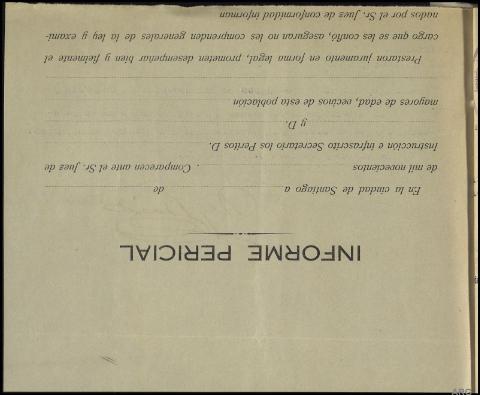 INFORME PERICIAL
En la ciudad de Santiago a de
mil novecientos . Comparecen ante el Sr. Juez de
Instrucción e infrascrito Secretario los Peritos D.
y D.
mayores de edad, vecinos de esta población
Prestaron juramento en forma legal, prometen desempeñar bien y fielmente el
cargo que se les confió, aseguran no les comprenden generales de la ley y exami-
nados por el Sr. Juez de conformidad informan